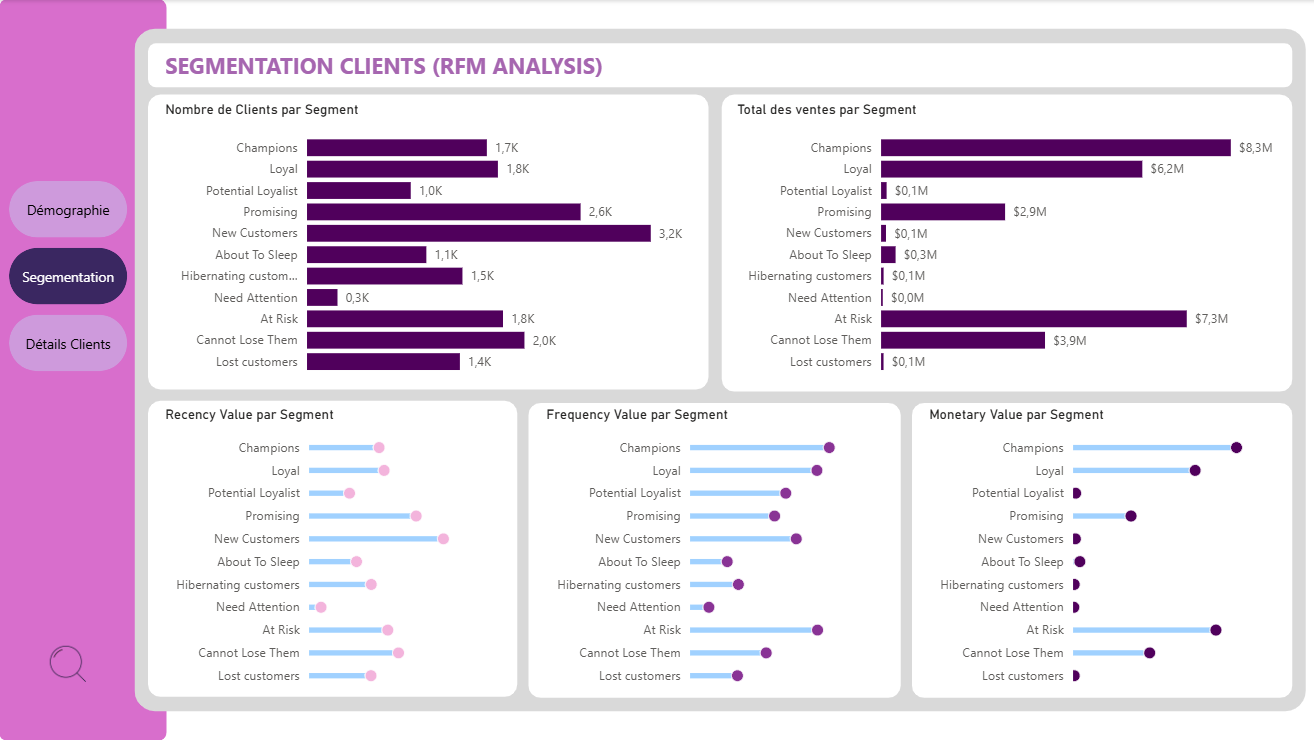 SEGMENTATION CLIENTS (RFM ANALYSIS)
Démographie
Segementation
Détails Clients
Nombre de Clients par Segment
Champions 1,7K
Loyal 1,8K
Potential Loyalist 1,0K
Promising 2,6K
New Customers 3,2K
About To Sleep 1,1K
Hibernating custom... 1,5K
Need Attention 0,3K
At Risk 1,8K
Cannot Lose Them 2,0K
Lost customers 1,4K
Total des ventes par Segment
Champions $8,3M
Loyal $6,2M
Potential Loyalist $0,1M
Promising $2,9M
New Customers $0,1M
About To Sleep $0,3M
Hibernating customers $0,1M
Need Attention $0,0M
At Risk $7,3M
Cannot Lose Them $3,9M
Lost customers $0,1M
Recency Value par Segment
Champions
Loyal
Potential Loyalist
Promising
New Customers
About To Sleep
Hibernating customers
Need Attention
At Risk
Cannot Lose Them
Lost customers
Frequency Value par Segment
Champions
Loyal
Potential Loyalist
Promising
New Customers
About To Sleep
Hibernating customers
Need Attention
At Risk
Cannot Lose Them
Lost customers
Monetary Value par Segment
Champions
Loyal
Potential Loyalist
Promising
New Customers
About To Sleep
Hibernating customers
Need Attention
At Risk
Cannot Lose Them
Lost customers